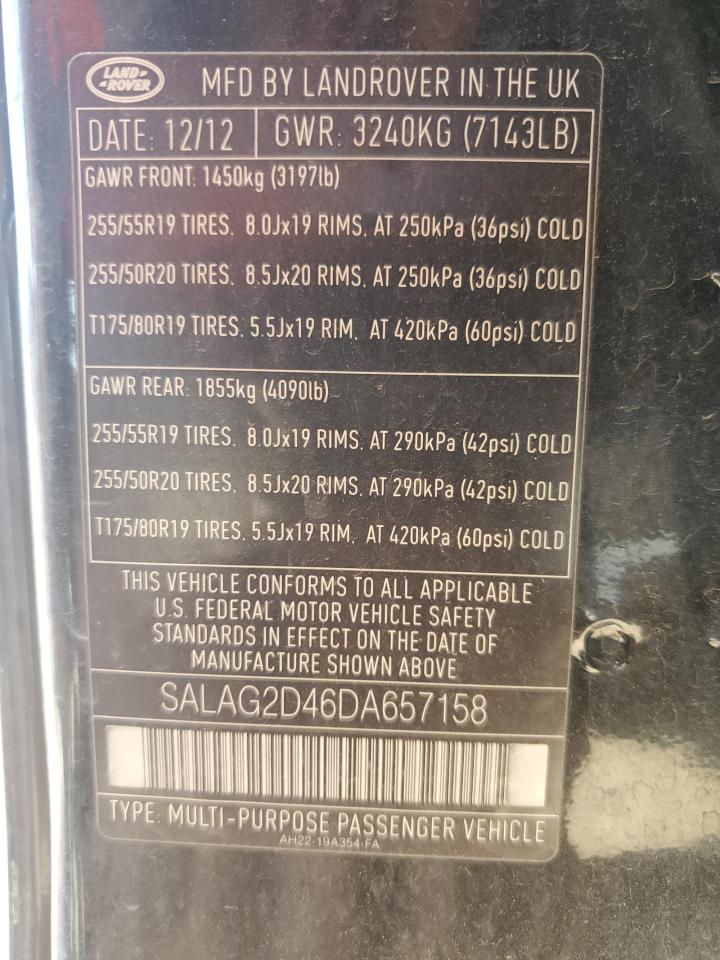 LAND-
-ROVER
MFD BY LANDROVER IN THE UK
DATE: 12/12 GWR: 3240KG (7143LB)
GAWR FRONT: 1450kg (3197lb)
255/55R19 TIRES, 8.0Jx19 RIMS, AT 250kPa (36psi) COLD
255/50R20 TIRES, 8.5Jx20 RIMS, AT 250kPa (36psi) COLD
T175/80R19 TIRES, 5.5Jx19 RIM, AT 420kPa (60psi) COLD
GAWR REAR: 1855kg (4090lb)
255/55R19 TIRES, 8.0Jx19 RIMS, AT 290kPa (42psi) COLD
255/50R20 TIRES, 8.5Jx20 RIMS, AT 290kPa (42psi) COLD
T175/80R19 TIRES, 5.5Jx19 RIM, AT 420kPa (60psi) COLD
THIS VEHICLE CONFORMS TO ALL APPLICABLE
U.S. FEDERAL MOTOR VEHICLE SAFETY
STANDARDS IN EFFECT ON THE DATE OF
MANUFACTURE SHOWN ABOVE
SALAG2D46DA657158
TYPE: MULTI-PURPOSE PASSENGER VEHICLE
AH22-19A354-FA